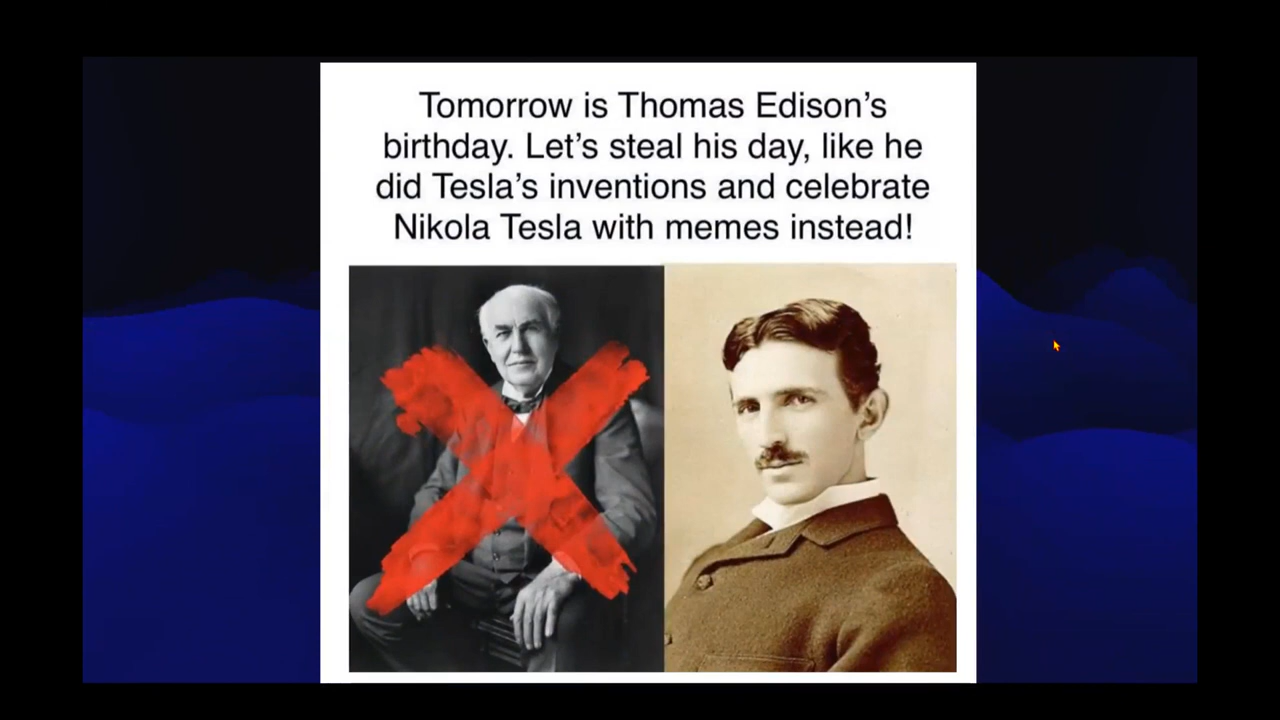 Tomorrow is Thomas Edison’s
birthday. Let’s steal his day, like he
did Tesla’s inventions and celebrate
Nikola Tesla with memes instead!